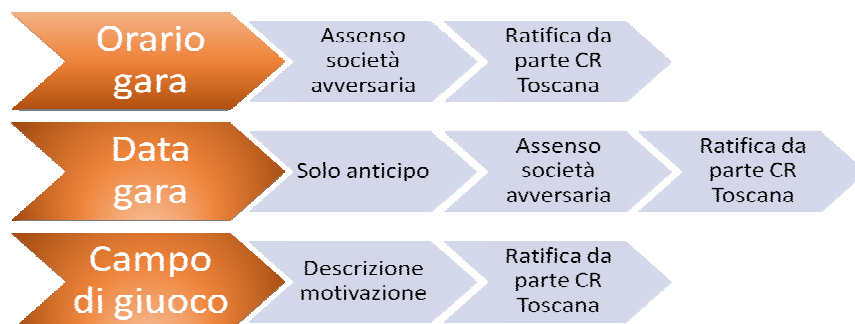 Orario
gara
Assenso
società
avversaria
Ratifica da
parte CR
Toscana
Data
gara
Solo anticipo
Assenso
società
avversaria
Ratifica da
parte CR
Toscana
Campo
di giuoco
Descrizione
motivazione
Ratifica da
parte CR
Toscana